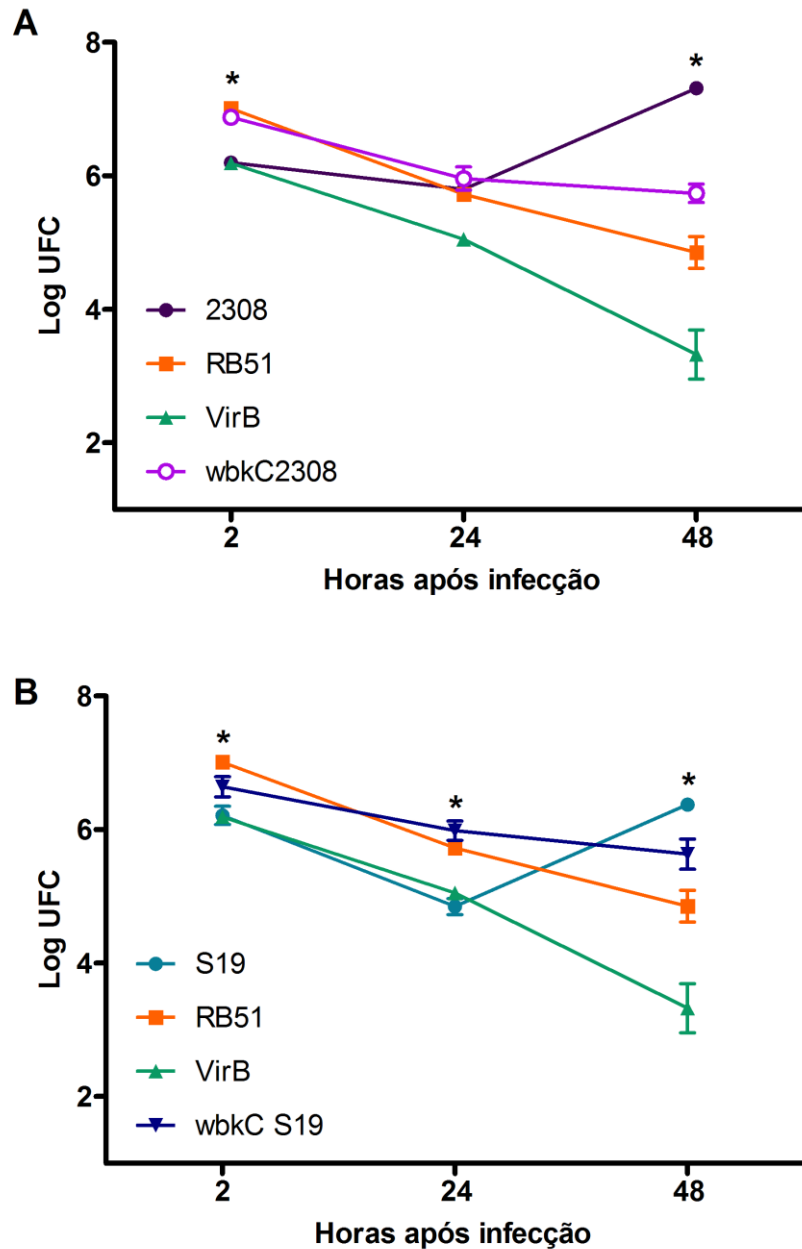 A
*
*
8
6
4
2
Log UFC
2308
RB51
VirB
wbkC2308
2
24
48
Horas após infecção
B
*
*
*
8
6
4
2
Log UFC
S19
RB51
VirB
wbkC S19
2
24
48
Horas após infecção